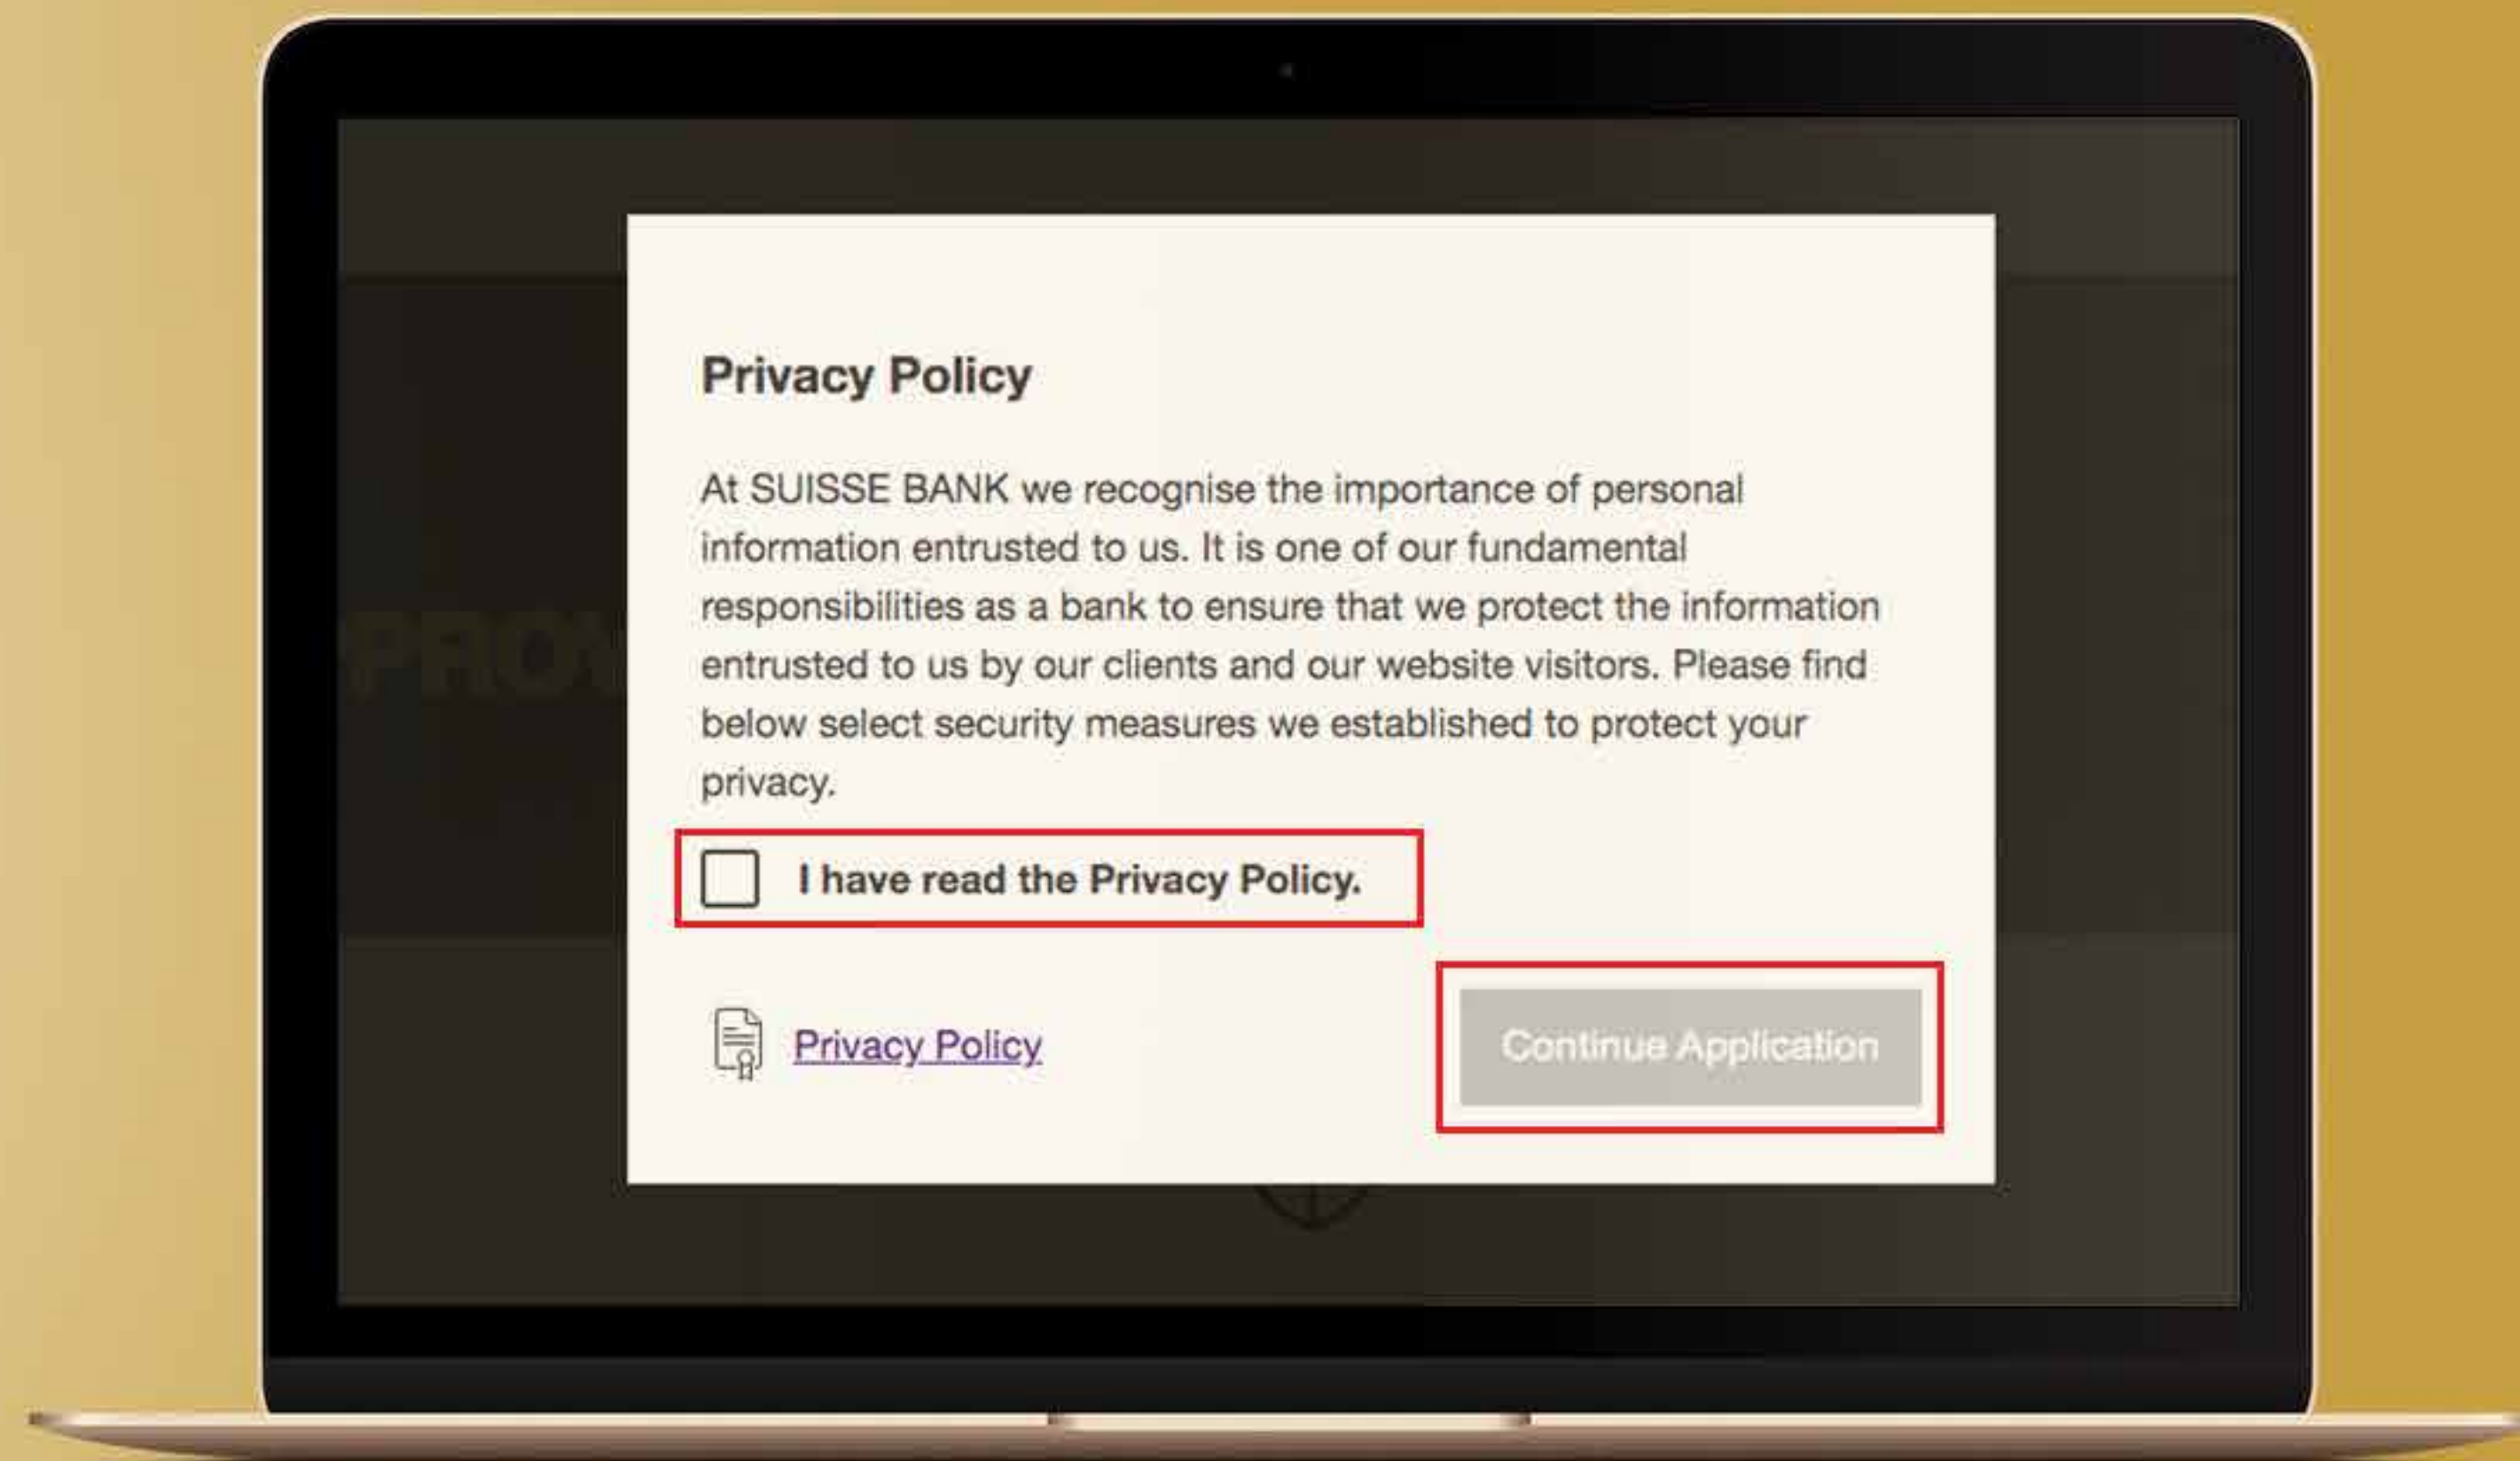 Privacy Policy
At SUISSE BANK we recognise the importance of personal
information entrusted to us. It is one of our fundamental
responsibilities as a bank to ensure that we protect the information
entrusted to us by our clients and our website visitors. Please find
below select security measures we established to protect your
privacy.
PROV
I have read the Privacy Policy.
Privacy Policy
Continue Application